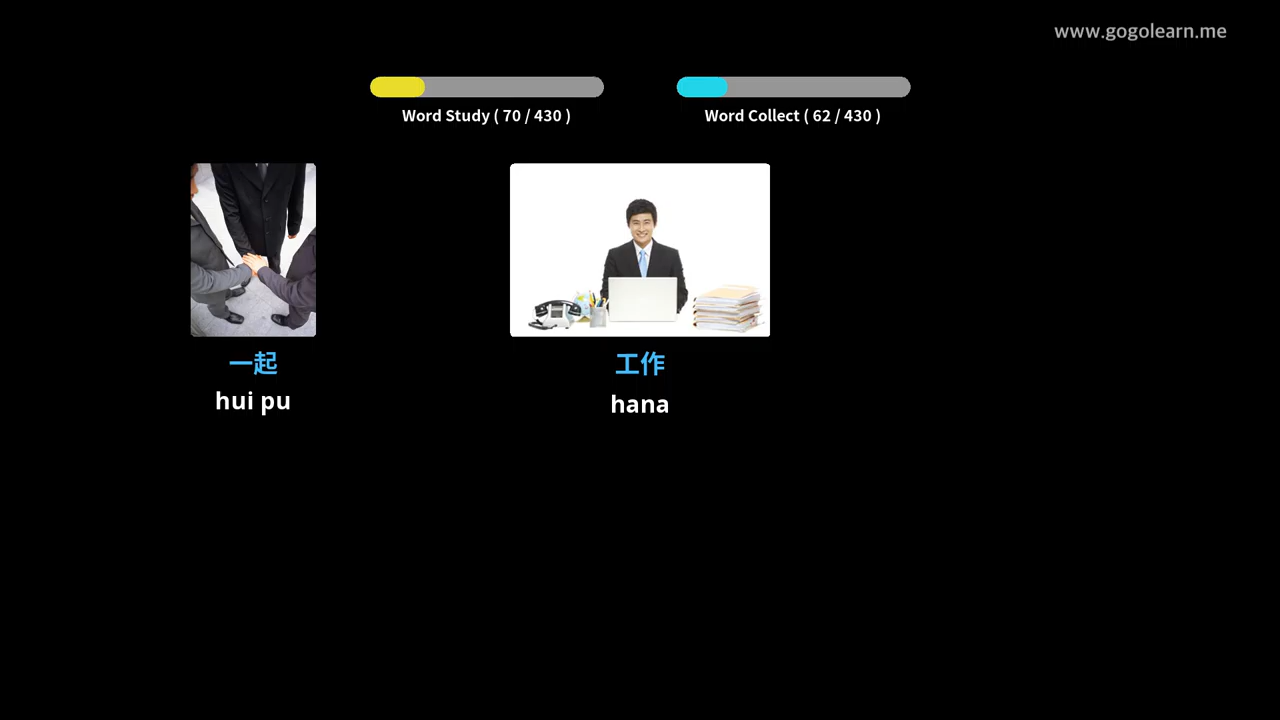 www.gogolearn.me
Word Study ( 70 / 430 )
Word Collect ( 62 / 430 )
一起
hui pu
工作
hana